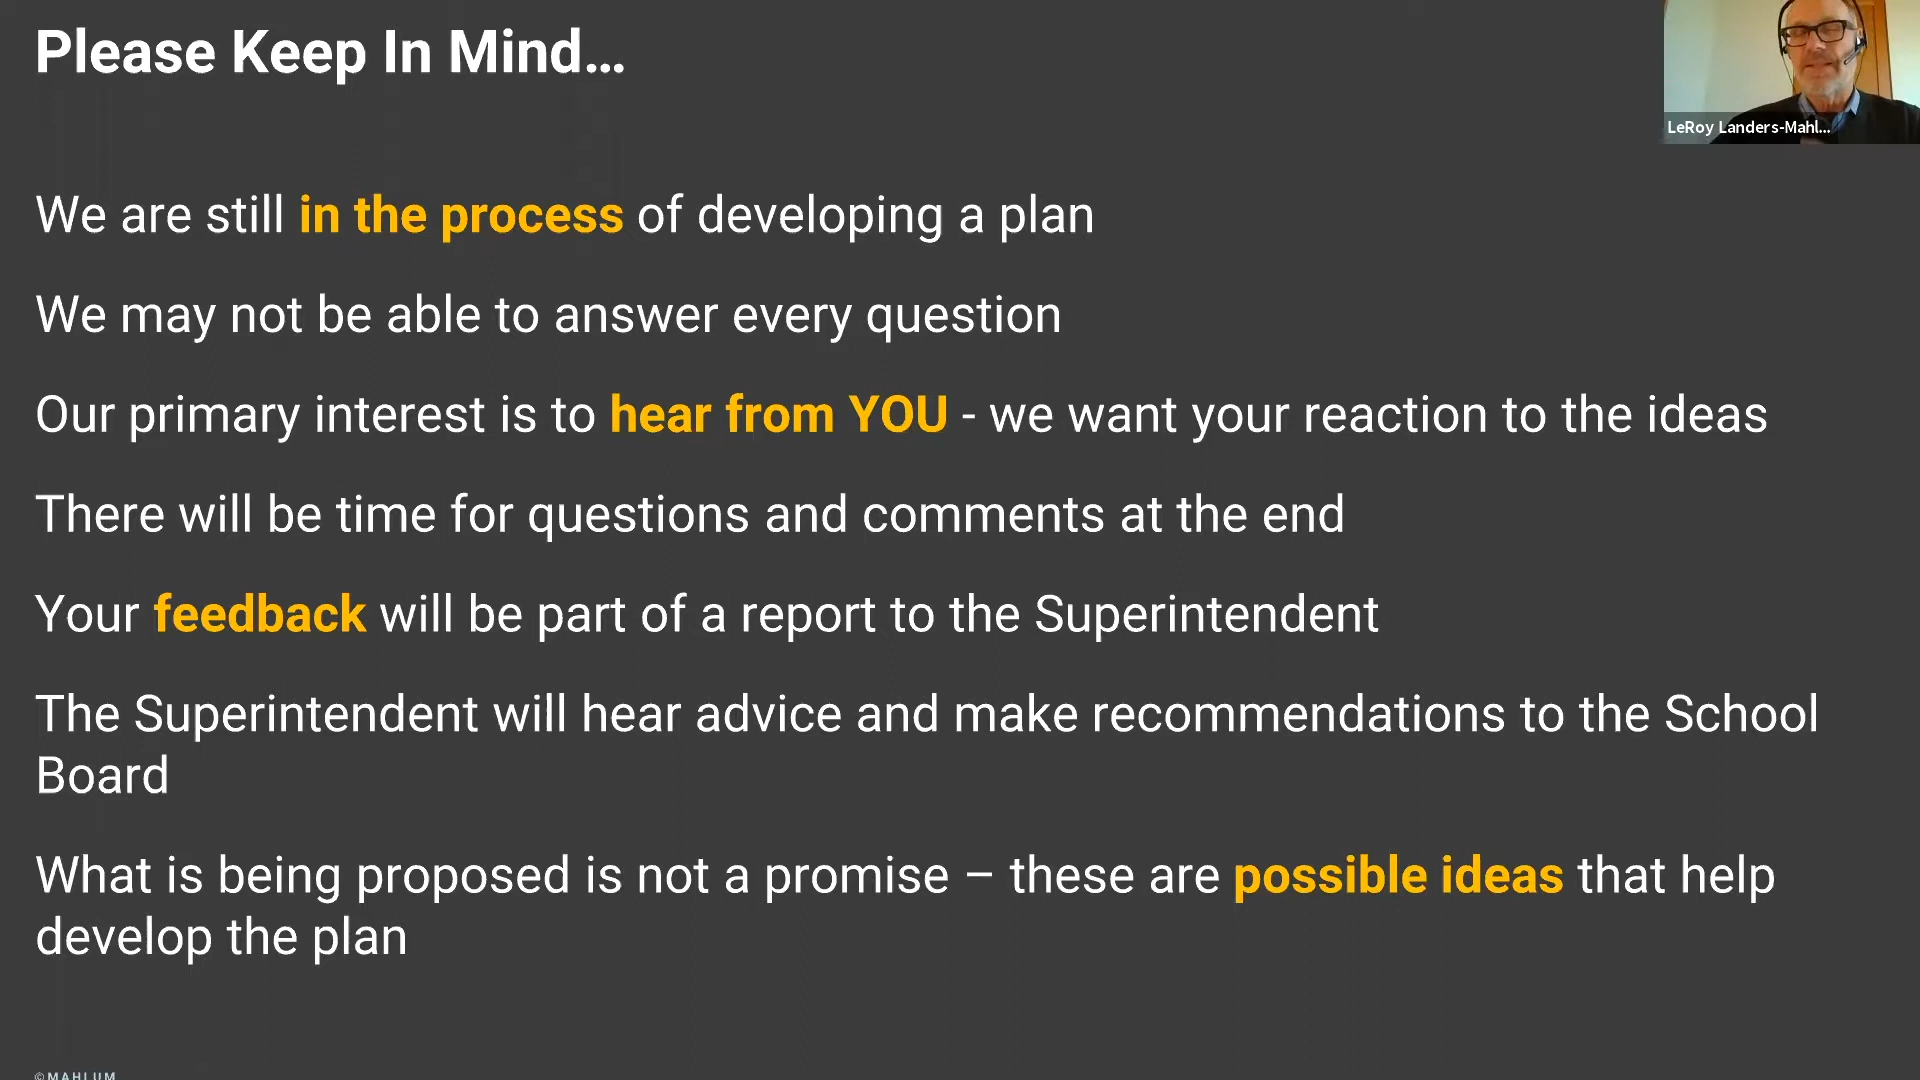 Please Keep In Mind...
LeRoy Landers-Mahl...
We are still in the process of developing a plan
We may not be able to answer every question
Our primary interest is to hear from YOU - we want your reaction to the ideas
There will be time for questions and comments at the end
Your feedback will be part of a report to the Superintendent
The Superintendent will hear advice and make recommendations to the School
Board
What is being proposed is not a promise – these are possible ideas that help
develop the plan
©MAHLUM